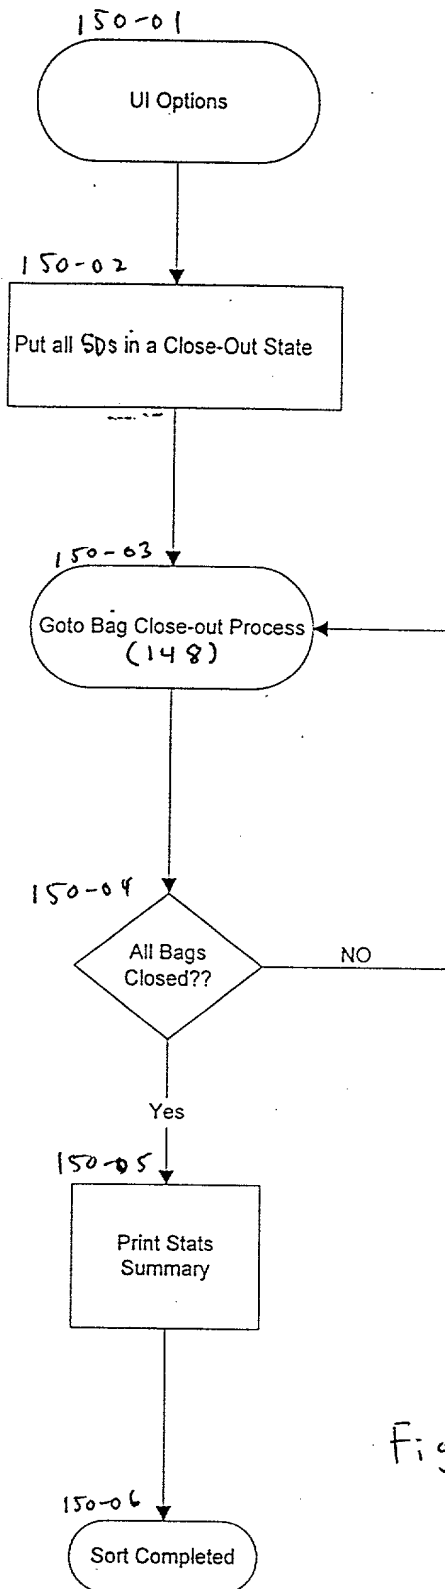 150-01
UI Options
150-02
Put all SDs in a Close-Out State
150-03
Goto Bag Close-out Process
(148)
150-04
All Bags
Closed??
NO
Yes
150-05
Print Stats
Summary
Fig
150-06
Sort Completed